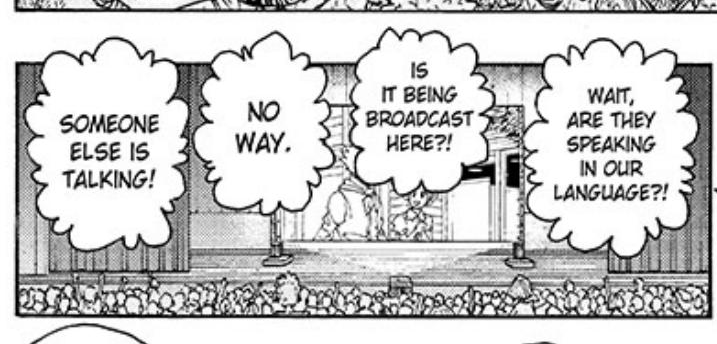 WAIT,
ARE THEY
SPEAKING
IN OUR
LANGUAGE?!
IS
IT BEING
BROADCAST
HERE?!
NO
WAY.
SOMEONE
ELSE IS
TALKING!